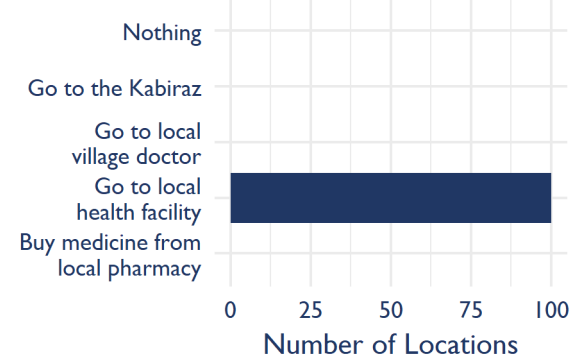 Nothing
Go to the Kabiraz
Go to local
village doctor
Go to local
health facility
Buy medicine from
local pharmacy
0 25 50 75 100
Number of Locations